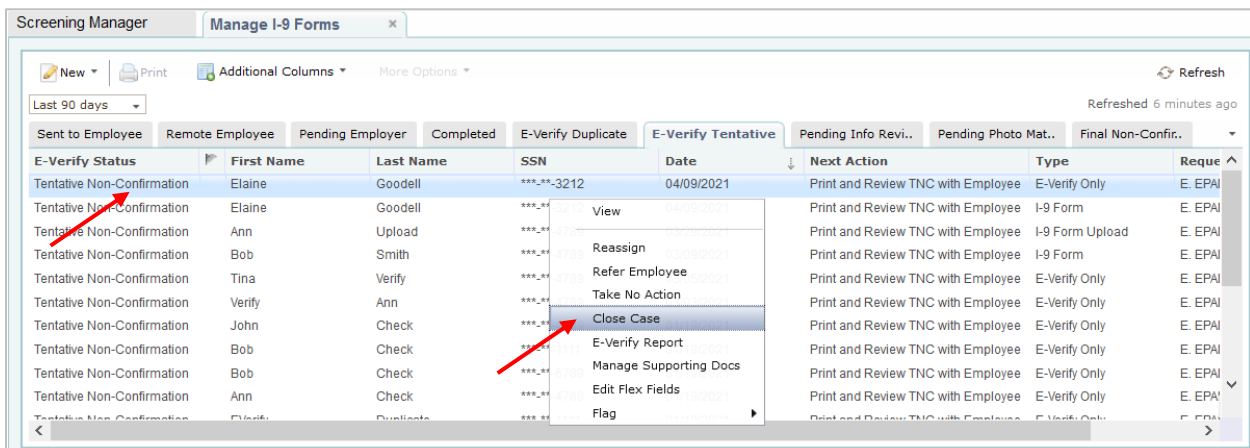 Screening Manager Manage I-9 Forms ×
New Print Additional Columns More Options Refresh
Last 90 days Refreshed 6 minutes ago
Sent to Employee Remote Employee Pending Employer Completed E-Verify Duplicate E-Verify Tentative Pending Info Revi.. Pending Photo Mat.. Final Non-Confir..
E-Verify Status First Name Last Name SSN Date Next Action Type Reque
Tentative Non-Confirmation Elaine Goodell ***-**-3212 04/09/2021 Print and Review TNC with Employee E-Verify Only E. EPAI
Tentative Non-Confirmation Elaine Goodell ***-** Print and Review TNC with Employee I-9 Form E. EPAI
View
Tentative Non-Confirmation Ann Upload ***-** Print and Review TNC with Employee I-9 Form Upload E. EPAI
Reassign
Tentative Non-Confirmation Bob Smith ***-** Print and Review TNC with Employee I-9 Form E. EPAI
Refer Employee
Tentative Non-Confirmation Tina Verify ***-** Print and Review TNC with Employee E-Verify Only E. EPAI
Take No Action
Tentative Non-Confirmation Verify Ann ***-** Print and Review TNC with Employee E-Verify Only E. EPAI
Close Case
Tentative Non-Confirmation John Check ***-** Print and Review TNC with Employee E-Verify Only E. EPAI
E-Verify Report
Tentative Non-Confirmation Bob Check ***-** Print and Review TNC with Employee E-Verify Only E. EPAI
Manage Supporting Docs
Tentative Non-Confirmation Bob Check ***-** Print and Review TNC with Employee E-Verify Only E. EPAI
Edit Flex Fields
Tentative Non-Confirmation Ann Check ***-** Print and Review TNC with Employee E-Verify Only E. EPA
Flag